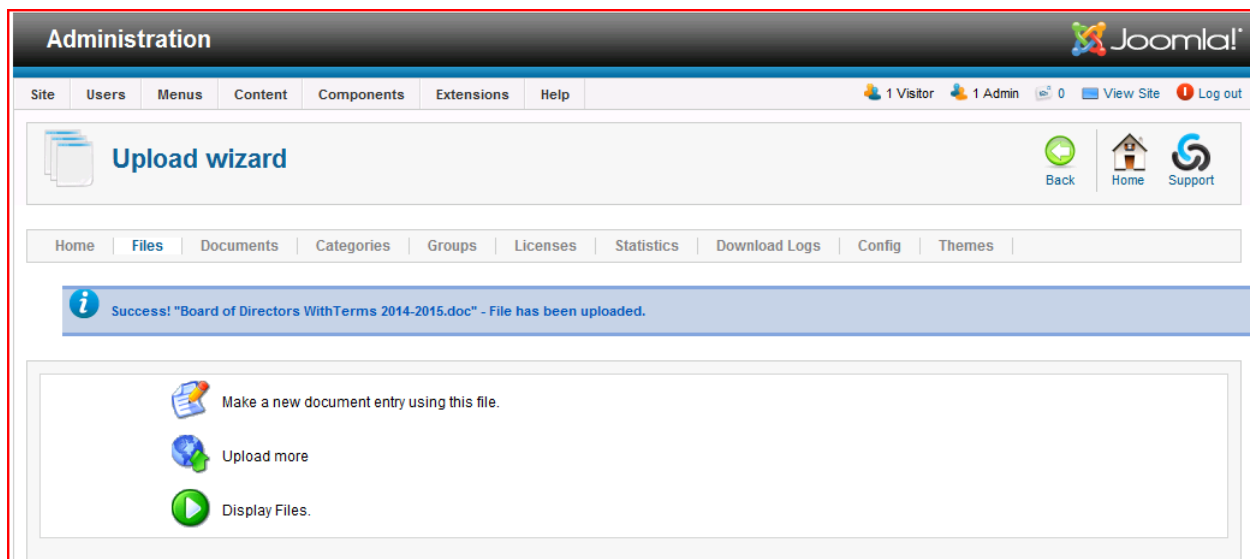 Administration Joomla!
Site Users Menus Content Components Extensions Help 1 Visitor 1 Admin 0 View Site Log out
Upload wizard
Back Home Support
Home Files Documents Categories Groups Licenses Statistics Download Logs Config Themes
Success! "Board of Directors WithTerms 2014-2015.doc" - File has been uploaded.
Make a new document entry using this file.
Upload more
Display Files.